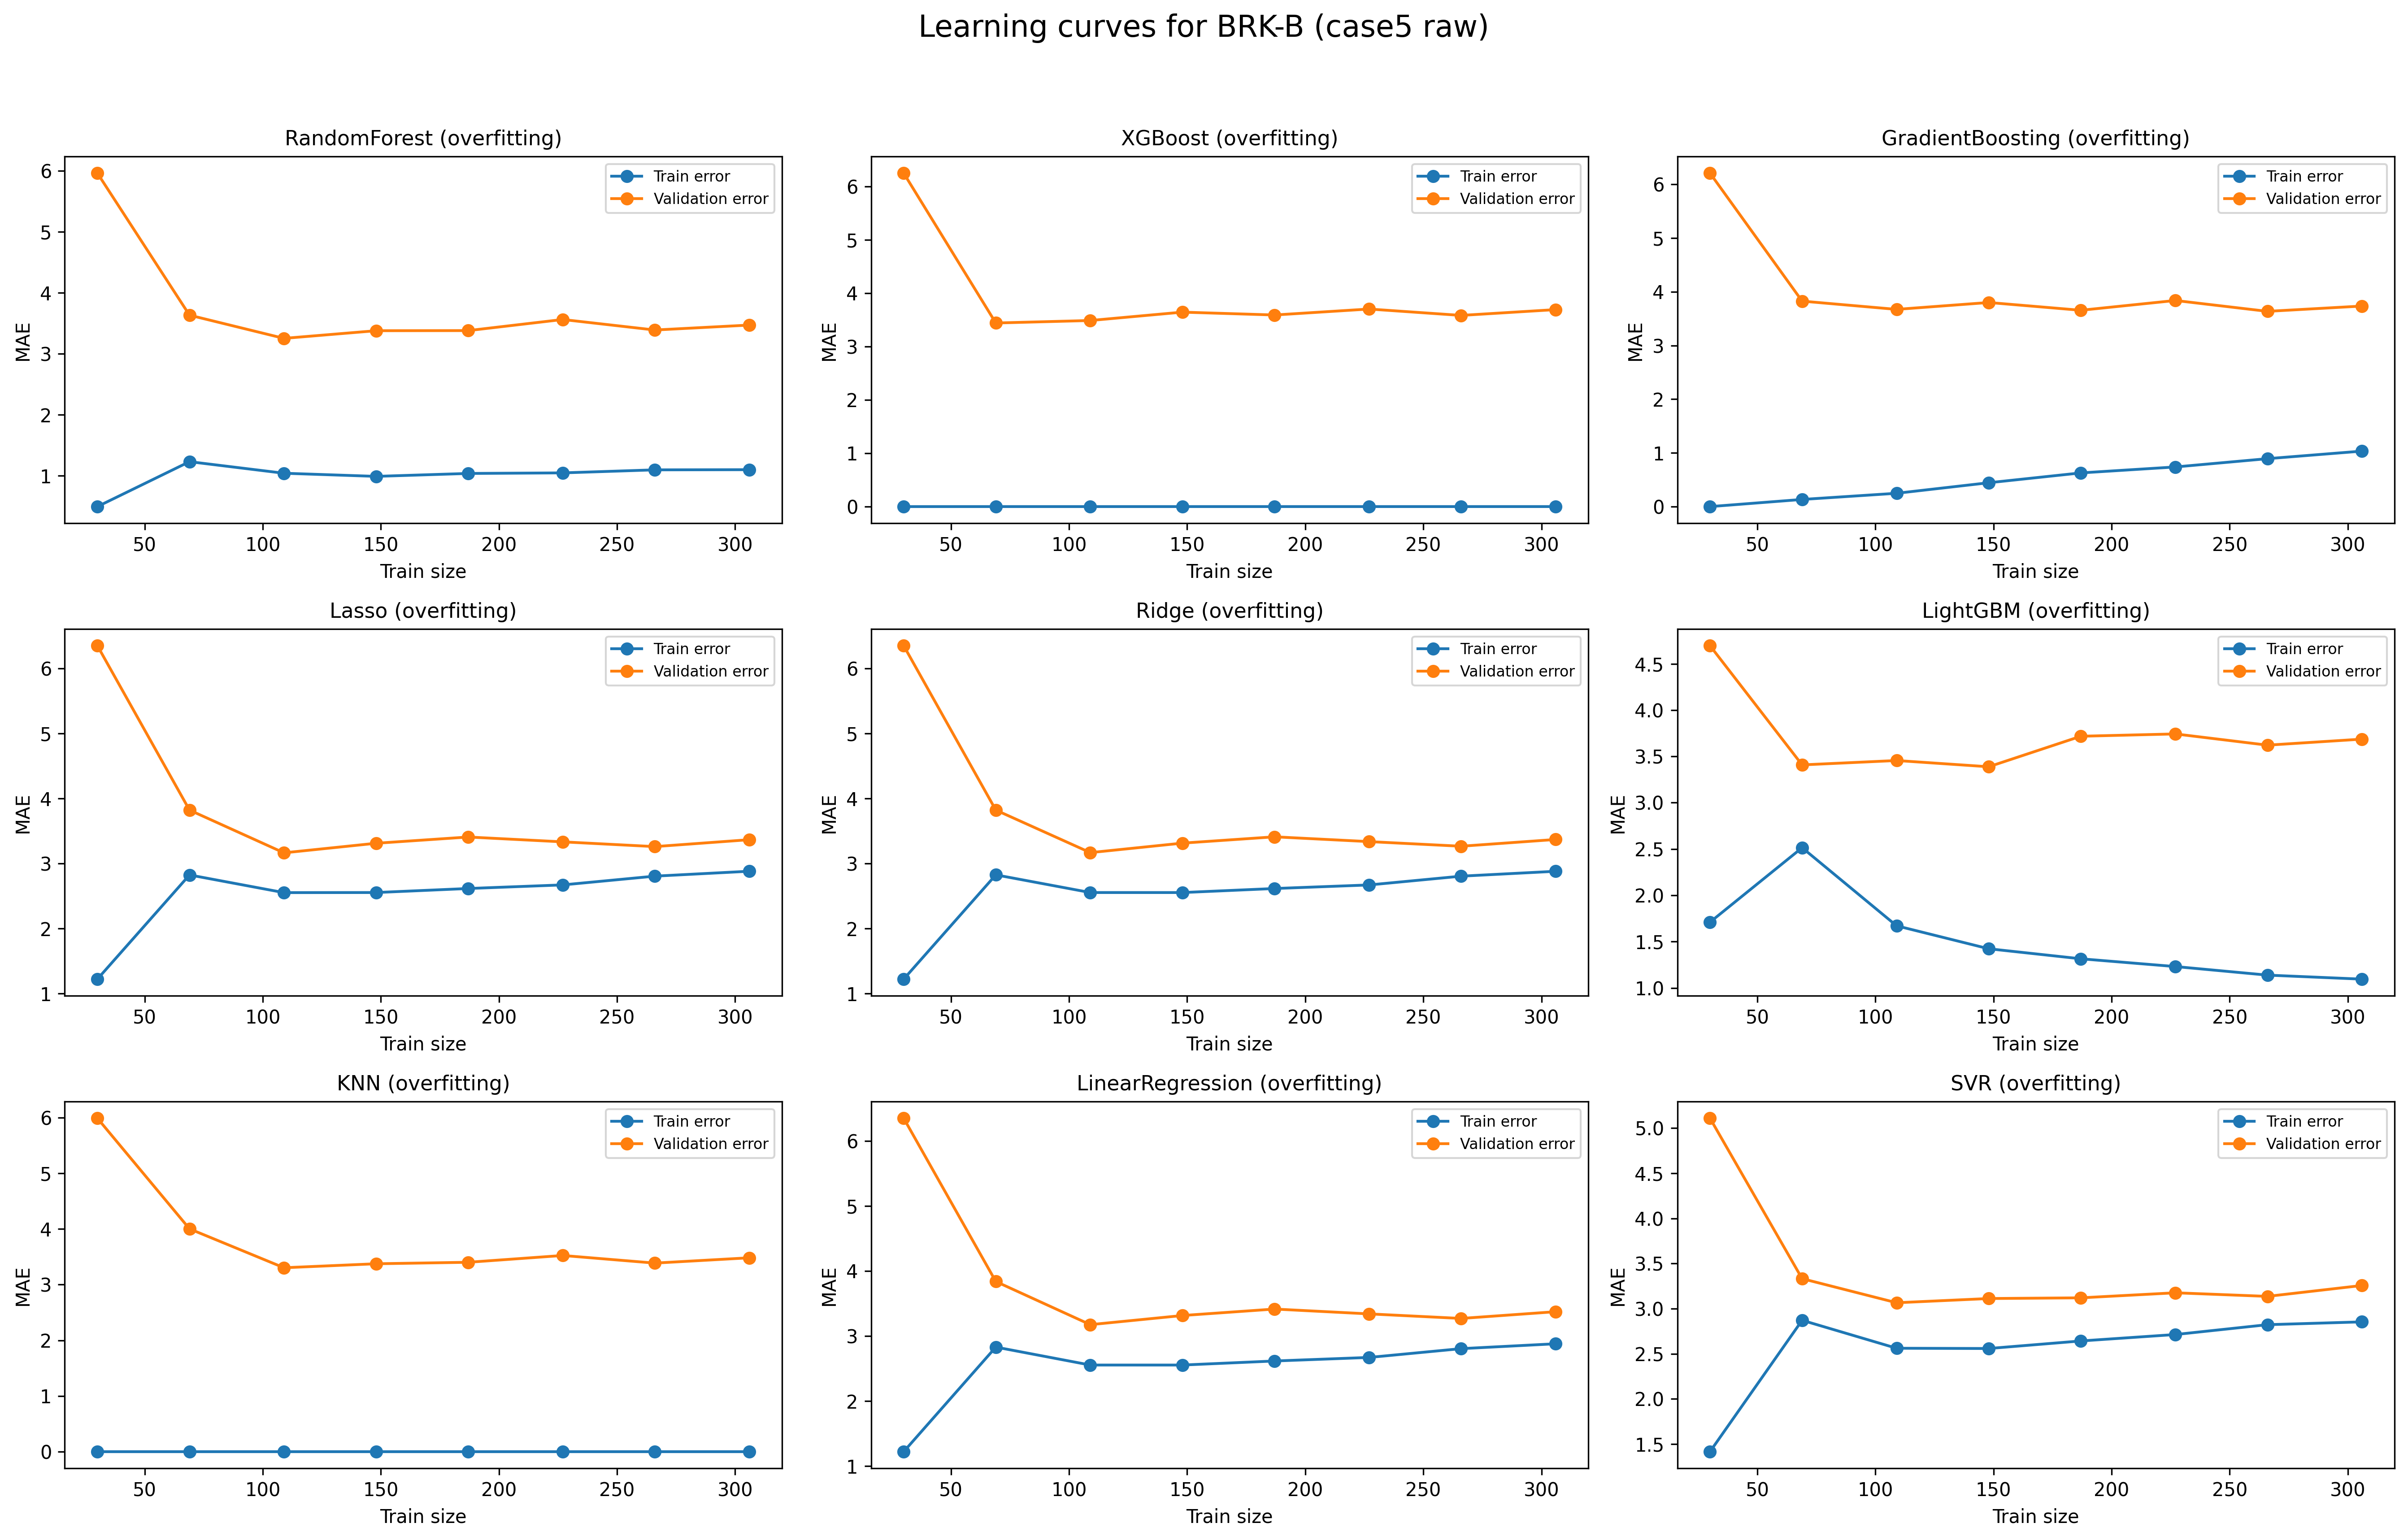 Learning curves for BRK-B (case5 raw)
RandomForest (overfitting)
MAE
6
5
4
3
2
1
Train error
Validation error
50 100 150 200 250 300
Train size
XGBoost (overfitting)
MAE
6
5
4
3
2
1
0
Train error
Validation error
50 100 150 200 250 300
Train size
GradientBoosting (overfitting)
MAE
6
5
4
3
2
1
0
Train error
Validation error
50 100 150 200 250 300
Train size
Lasso (overfitting)
MAE
6
5
4
3
2
1
Train error
Validation error
50 100 150 200 250 300
Train size
Ridge (overfitting)
MAE
6
5
4
3
2
1
Train error
Validation error
50 100 150 200 250 300
Train size
LightGBM (overfitting)
MAE
4.5
4.0
3.5
3.0
2.5
2.0
1.5
1.0
Train error
Validation error
50 100 150 200 250 300
Train size
KNN (overfitting)
MAE
6
5
4
3
2
1
0
Train error
Validation error
50 100 150 200 250 300
Train size
LinearRegression (overfitting)
MAE
6
5
4
3
2
1
Train error
Validation error
50 100 150 200 250 300
Train size
SVR (overfitting)
MAE
5.0
4.5
4.0
3.5
3.0
2.5
2.0
1.5
Train error
Validation error
50 100 150 200 250 300
Train size